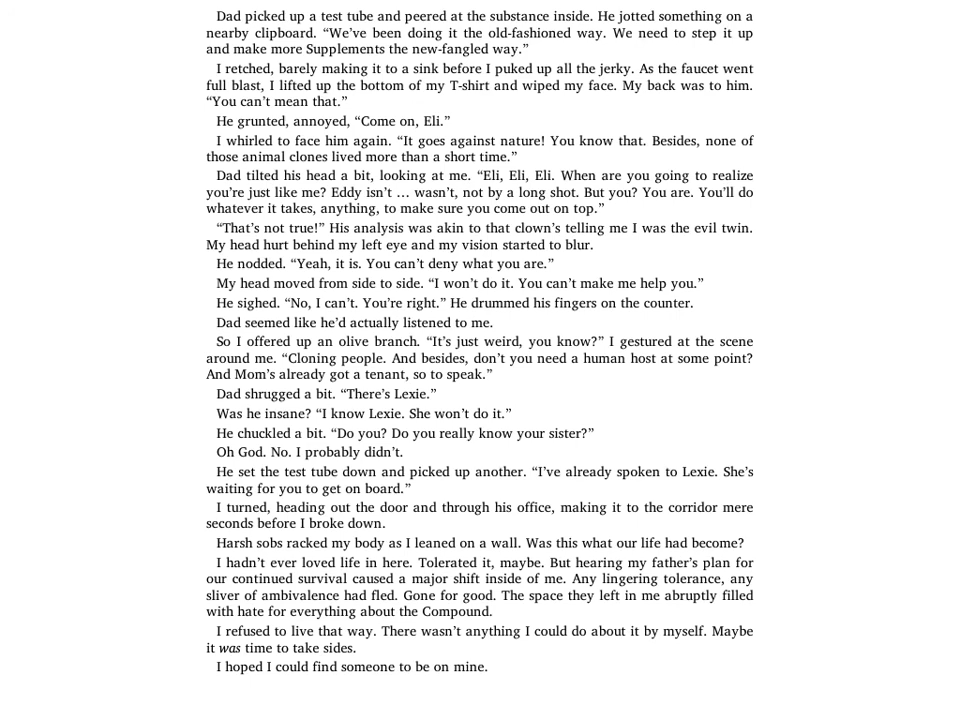 Dad picked up a test tube and peered at the substance inside. He jotted something on a
nearby clipboard. “We’ve been doing it the old-fashioned way. We need to step it up
and make more Supplements the new-fangled way.”
I retched, barely making it to a sink before I puked up all the jerky. As the faucet went
full blast, I lifted up the bottom of my T-shirt and wiped my face. My back was to him.
“You can’t mean that.”
He grunted, annoyed, “Come on, Eli.”
I whirled to face him again. “It goes against nature! You know that. Besides, none of
those animal clones lived more than a short time.”
Dad tilted his head a bit, looking at me. “Eli, Eli, Eli. When are you going to realize
you’re just like me? Eddy isn’t … wasn’t, not by a long shot. But you? You are. You’ll do
whatever it takes, anything, to make sure you come out on top.”
“That’s not true!” His analysis was akin to that clown’s telling me I was the evil twin.
My head hurt behind my left eye and my vision started to blur.
He nodded. “Yeah, it is. You can’t deny what you are.”
My head moved from side to side. “I won’t do it. You can’t make me help you.”
He sighed. “No, I can’t. You’re right.” He drummed his fingers on the counter.
Dad seemed like he’d actually listened to me.
So I offered up an olive branch. “It’s just weird, you know?” I gestured at the scene
around me. “Cloning people. And besides, don’t you need a human host at some point?
And Mom’s already got a tenant, so to speak.”
Dad shrugged a bit. “There’s Lexie.”
Was he insane? “I know Lexie. She won’t do it.”
He chuckled a bit. “Do you? Do you really know your sister?”
Oh God. No. I probably didn’t.
He set the test tube down and picked up another. “I’ve already spoken to Lexie. She’s
waiting for you to get on board.”
I turned, heading out the door and through his office, making it to the corridor mere
seconds before I broke down.
Harsh sobs racked my body as I leaned on a wall. Was this what our life had become?
I hadn’t ever loved life in here. Tolerated it, maybe. But hearing my father’s plan for
our continued survival caused a major shift inside of me. Any lingering tolerance, any
sliver of ambivalence had fled. Gone for good. The space they left in me abruptly filled
with hate for everything about the Compound.
I refused to live that way. There wasn’t anything I could do about it by myself. Maybe
it was time to take sides.
I hoped I could find someone to be on mine.